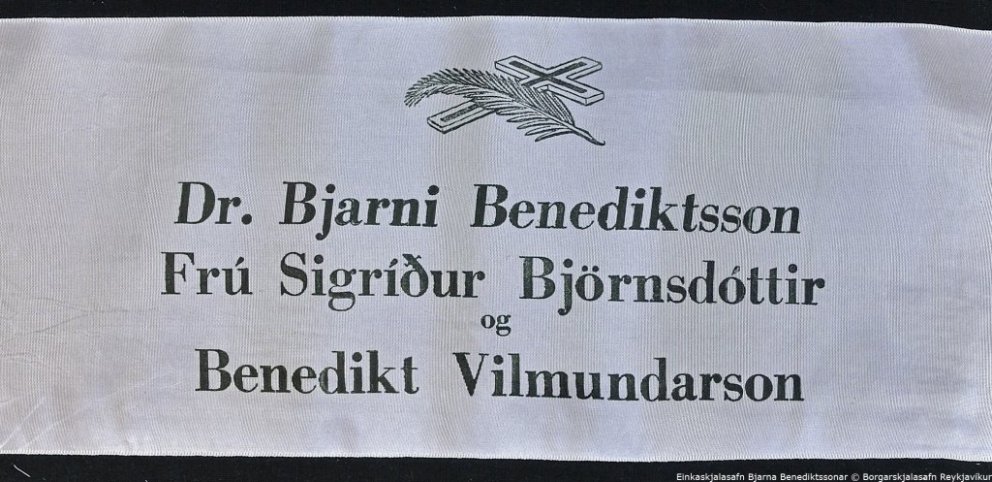 Dr. Bjarni Benediktsson
Frú Sigríður Björnsdóttir
og
Benedikt Vilmundarson
Einkaskjalasafn Bjarna Benediktssonar © Borgarskjalasafn Reykjavíkur